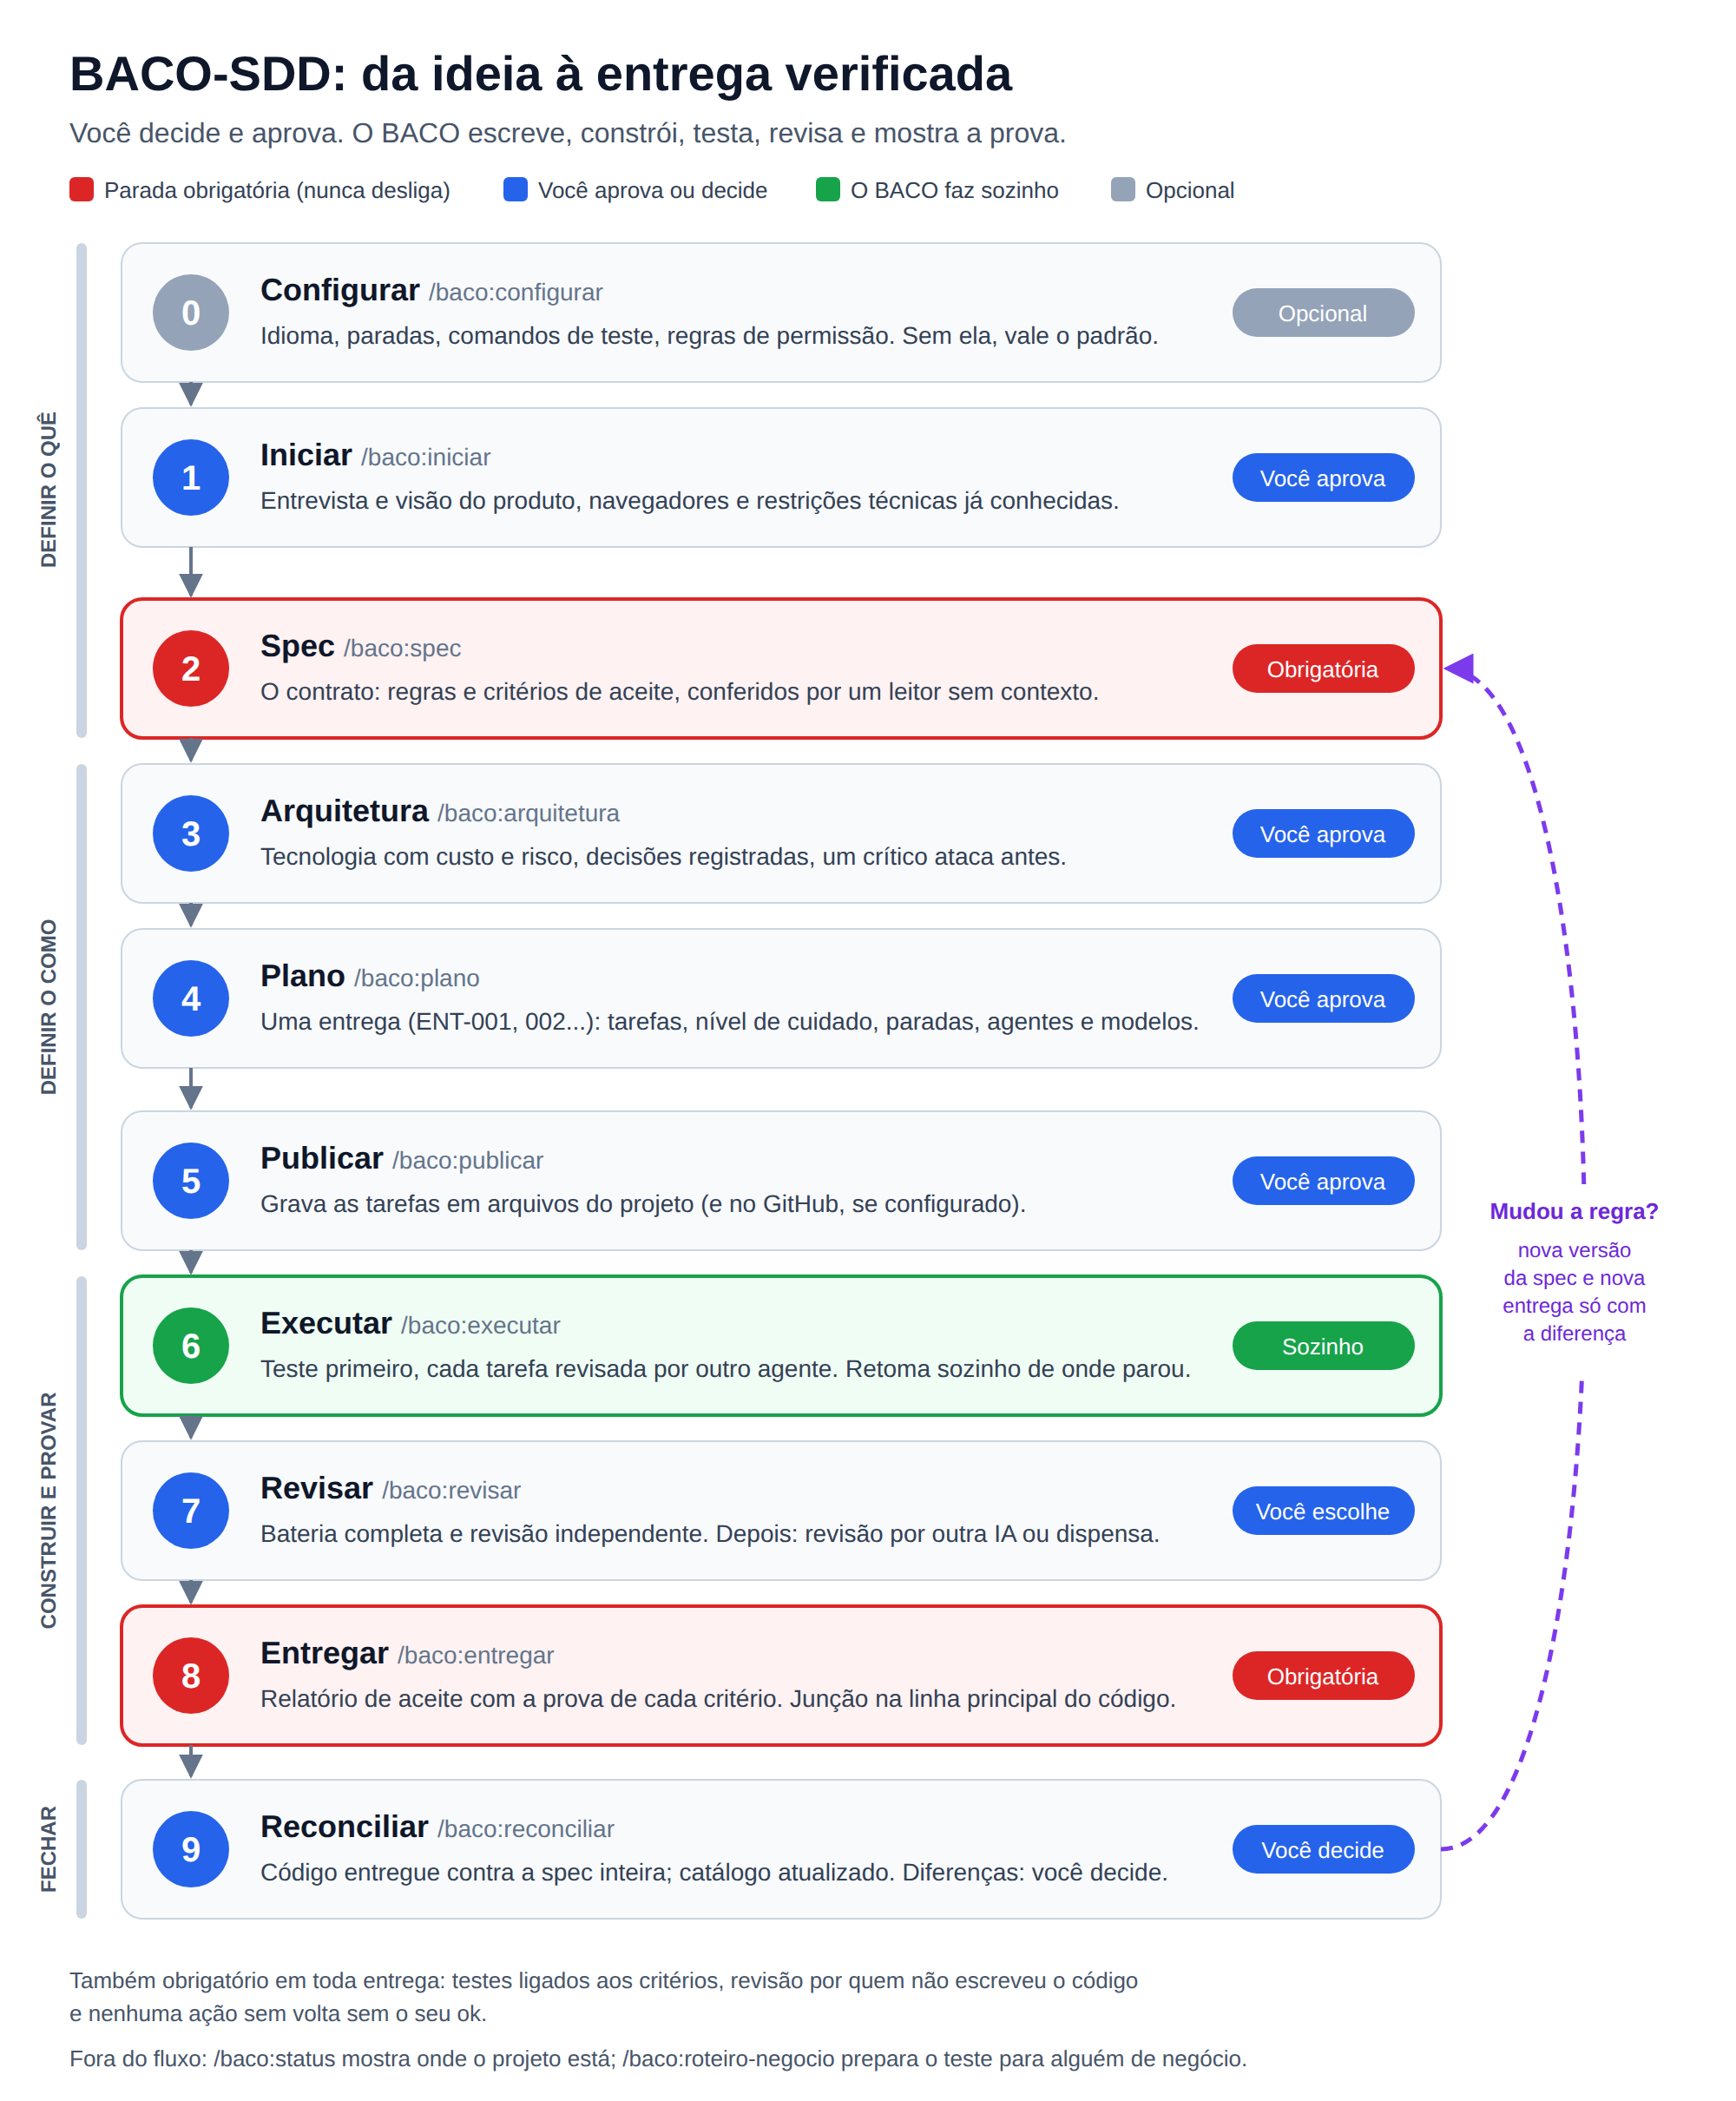 BACO-SDD: da ideia à entrega verificada
Você decide e aprova. O BACO escreve, constrói, testa, revisa e mostra a prova.
Parada obrigatória (nunca desliga)
Você aprova ou decide
O BACO faz sozinho
Opcional
DEFINIR O QUÊ
0
Configurar /baco:configurar
Idioma, paradas, comandos de teste, regras de permissão. Sem ela, vale o padrão.
Opcional
1
Iniciar /baco:iniciar
Entrevista e visão do produto, navegadores e restrições técnicas já conhecidas.
Você aprova
2
Spec /baco:spec
O contrato: regras e critérios de aceite, conferidos por um leitor sem contexto.
Obrigatória
DEFINIR O COMO
3
Arquitetura /baco:arquitetura
Tecnologia com custo e risco, decisões registradas, um crítico ataca antes.
Você aprova
4
Plano /baco:plano
Uma entrega (ENT-001, 002...): tarefas, nível de cuidado, paradas, agentes e modelos.
Você aprova
5
Publicar /baco:publicar
Grava as tarefas em arquivos do projeto (e no GitHub, se configurado).
Você aprova
Mudou a regra?
nova versão
da spec e nova
entrega só com
a diferença
CONSTRUIR E PROVAR
6
Executar /baco:executar
Teste primeiro, cada tarefa revisada por outro agente. Retoma sozinho de onde parou.
Sozinho
7
Revisar /baco:revisar
Bateria completa e revisão independente. Depois: revisão por outra IA ou dispensa.
Você escolhe
8
Entregar /baco:entregar
Relatório de aceite com a prova de cada critério. Junção na linha principal do código.
Obrigatória
FECHAR
9
Reconciliar /baco:reconciliar
Código entregue contra a spec inteira; catálogo atualizado. Diferenças: você decide.
Você decide
Também obrigatório em toda entrega: testes ligados aos critérios, revisão por quem não escreveu o código
e nenhuma ação sem volta sem o seu ok.
Fora do fluxo: /baco:status mostra onde o projeto está; /baco:roteiro-negocio prepara o teste para alguém de negócio.